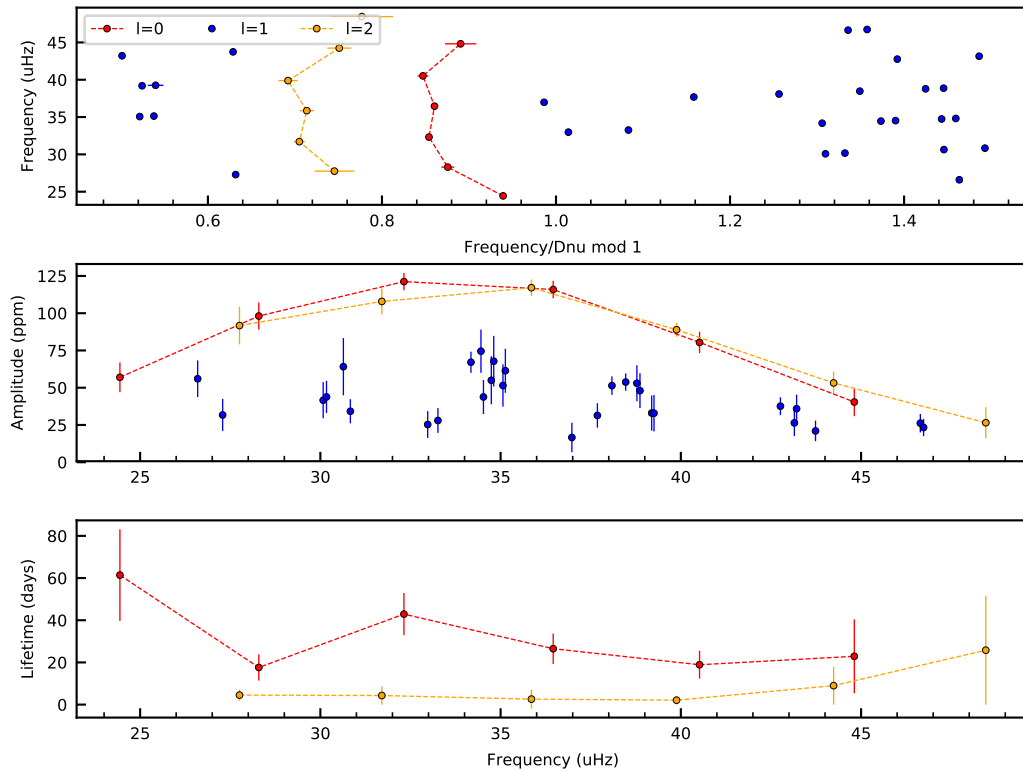 l=0 l=1 l=2
Frequency (uHz)
45
40
35
30
25
0.6 0.8 1.0 1.2 1.4
Frequency/Dnu mod 1
Amplitude (ppm)
125
100
75
50
25
0
25 30 35 40 45
Lifetime (days)
80
60
40
20
0
25 30 35 40 45
Frequency (uHz)